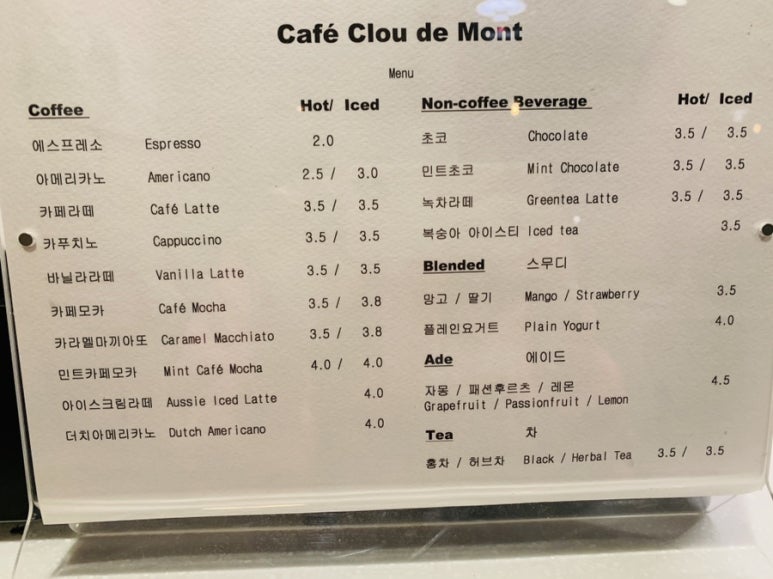 Café Clou de Mont
Menu
Coffee Hot/ Iced
에스프레소 Espresso 2.0
아메리카노 Americano 2.5 / 3.0
카페라떼 Café Latte 3.5 / 3.5
카푸치노 Cappuccino 3.5 / 3.5
바닐라라떼 Vanilla Latte 3.5 / 3.5
카페모카 Café Mocha 3.5 / 3.8
카라멜마끼아또 Caramel Macchiato 3.5 / 3.8
민트카페모카 Mint Café Mocha 4.0 / 4.0
아이스크림라떼 Aussie Iced Latte 4.0
더치아메리카노 Dutch Americano 4.0
Non-coffee Beverage Hot/ Iced
초코 Chocolate 3.5 / 3.5
민트초코 Mint Chocolate 3.5 / 3.5
녹차라떼 Greentea Latte 3.5 / 3.5
복숭아 아이스티 Iced tea 3.5
Blended 스무디
망고 / 딸기 Mango / Strawberry 3.5
플레인요거트 Plain Yogurt 4.0
Ade 에이드
자몽 / 패션후르츠 / 레몬 4.5
Grapefruit / Passionfruit / Lemon
Tea 차
홍차 / 허브차 Black / Herbal Tea 3.5 / 3.5